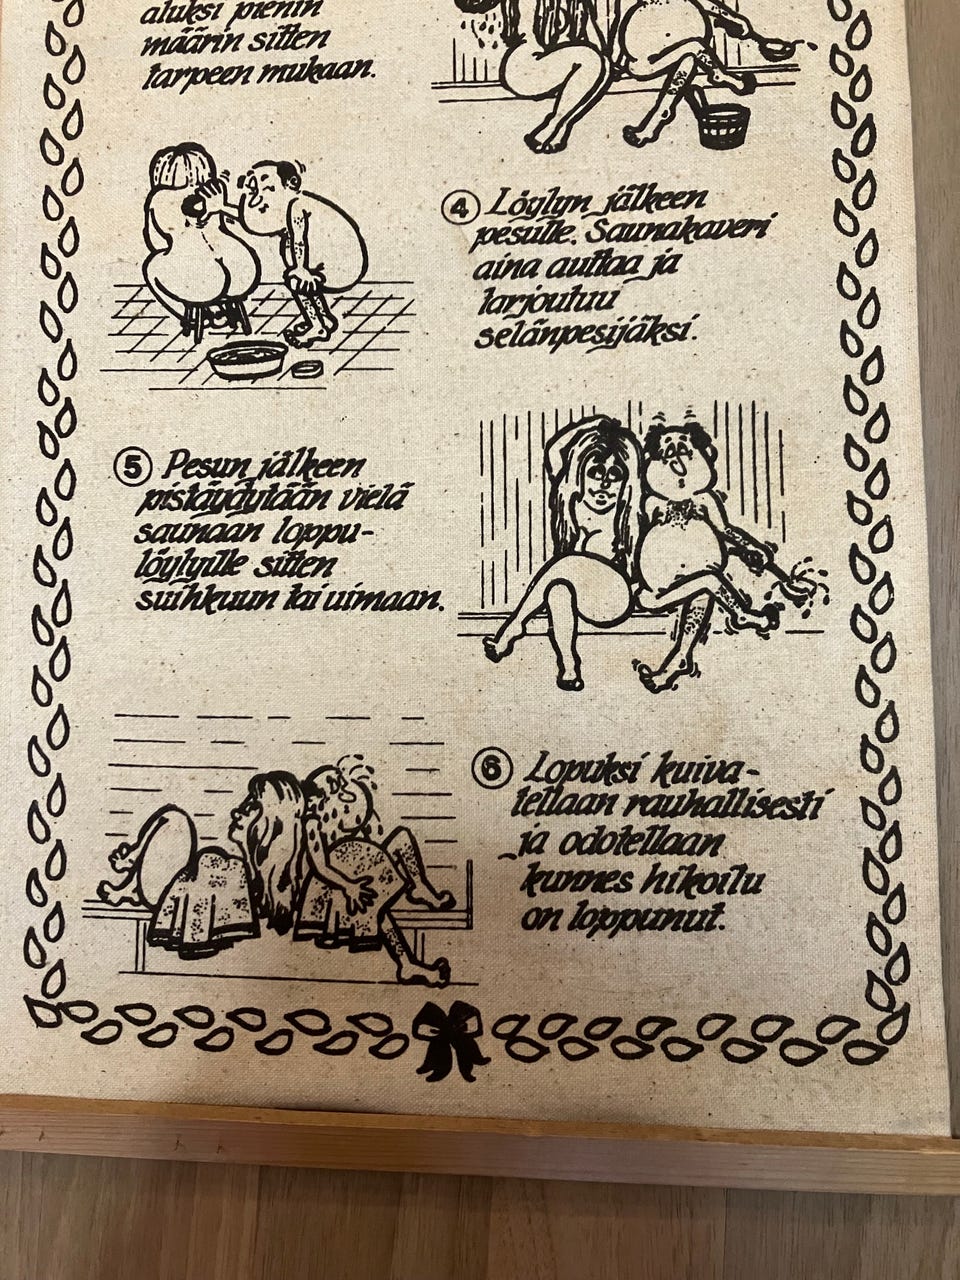 aluksi pienin
määrin sitten
tarpeen mukaan.
4 Löylyn jälkeen
pesulle. Saunakaveri
aina auttaa ja
tarjoutuu
selänpesijäksi.
5 Pesun jälkeen
pistäydytään vielä
saunaan loppu-
löylylle sitten
suihkuun tai uimaan.
6 Lopuksi kuiva-
tellaan rauhallisesti
ja odotellaan
kunnes hikoilu
on loppunut.